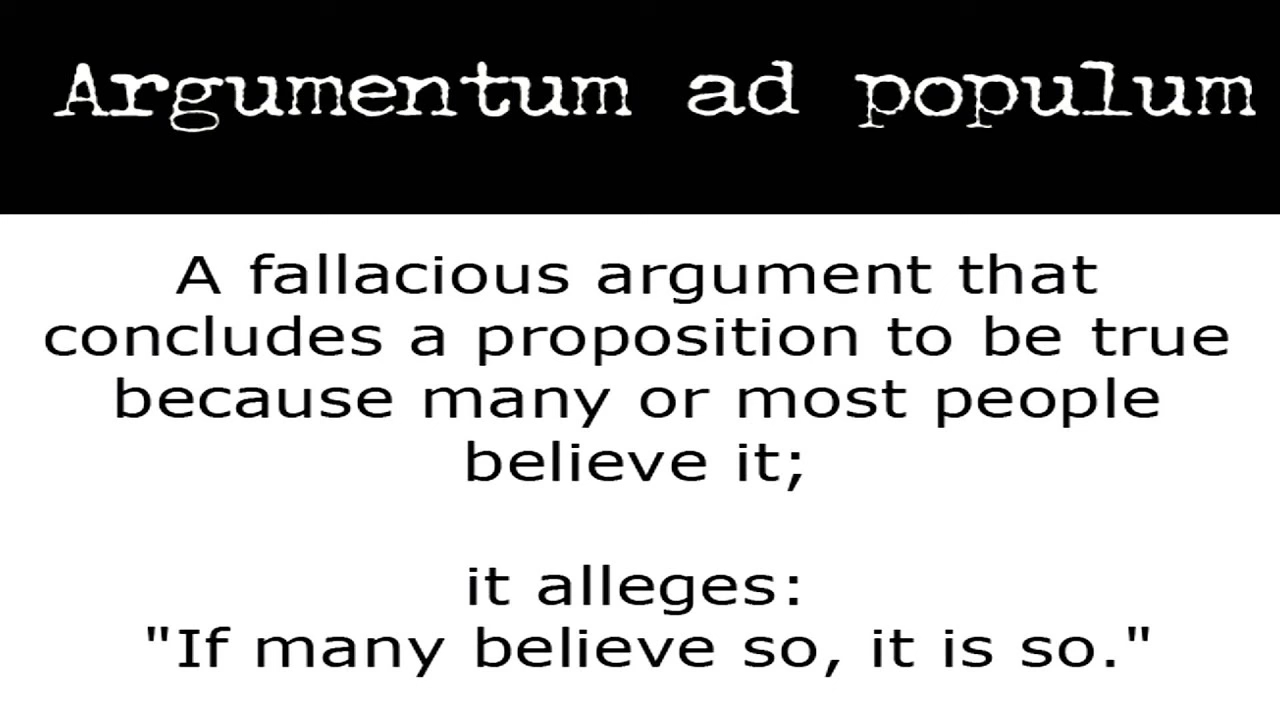 Argumentum ad populum
A fallacious argument that
concludes a proposition to be true
because many or most people
believe it;
it alleges:
"If many believe so, it is so."